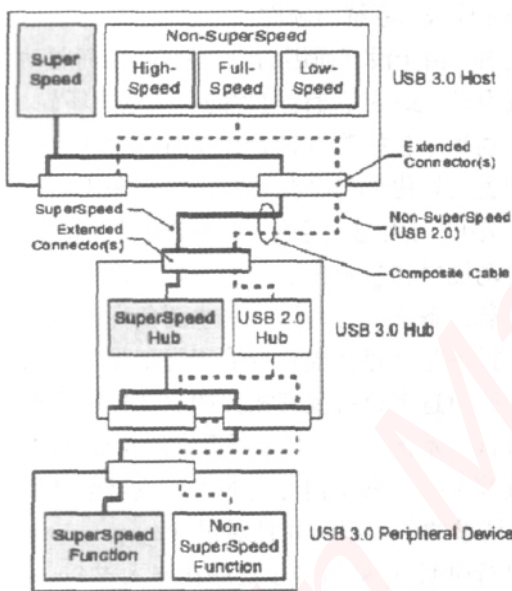 Non-SuperSpeed
Super
Speed
High-
Speed
Full-
Speed
Low-
Speed
USB 3.0 Host
Extended
Connector(s)
SuperSpeed
Extended
Connector(s)
Non-SuperSpeed
(USB 2.0)
Composite Cable
SuperSpeed
Hub
USB 2.0
Hub
USB 3.0 Hub
SuperSpeed
Function
Non-
SuperSpeed
Function
USB 3.0 Peripheral Device